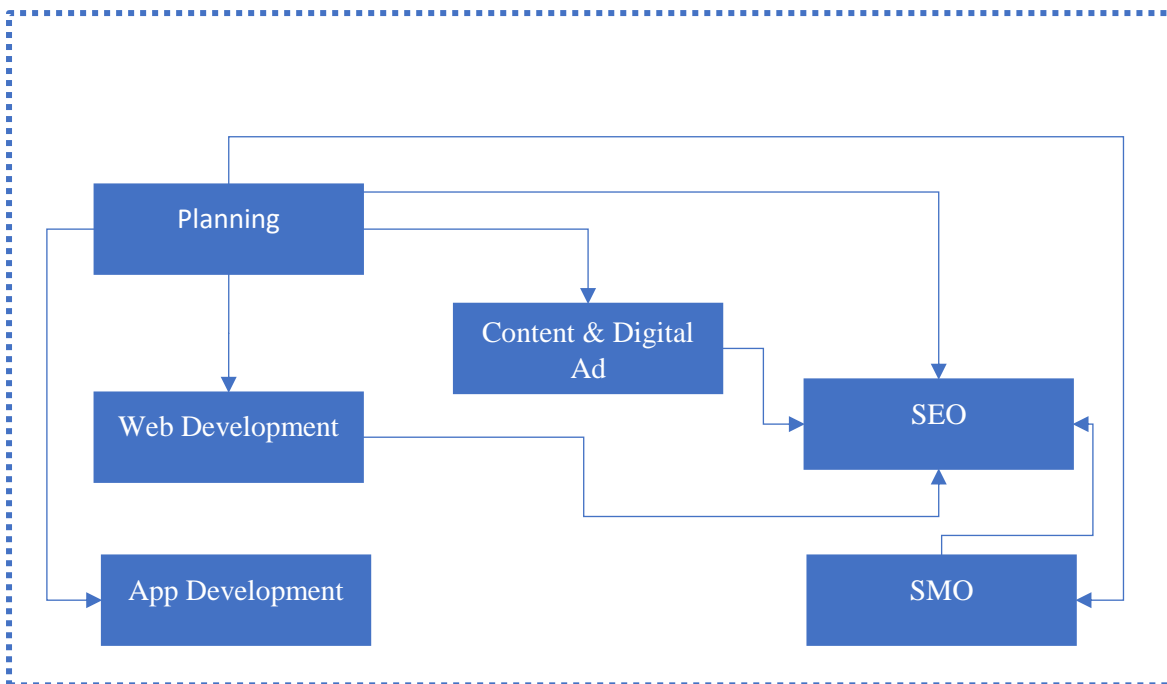 Planning
Content & Digital
Ad
Web Development
SEO
App Development
SMO